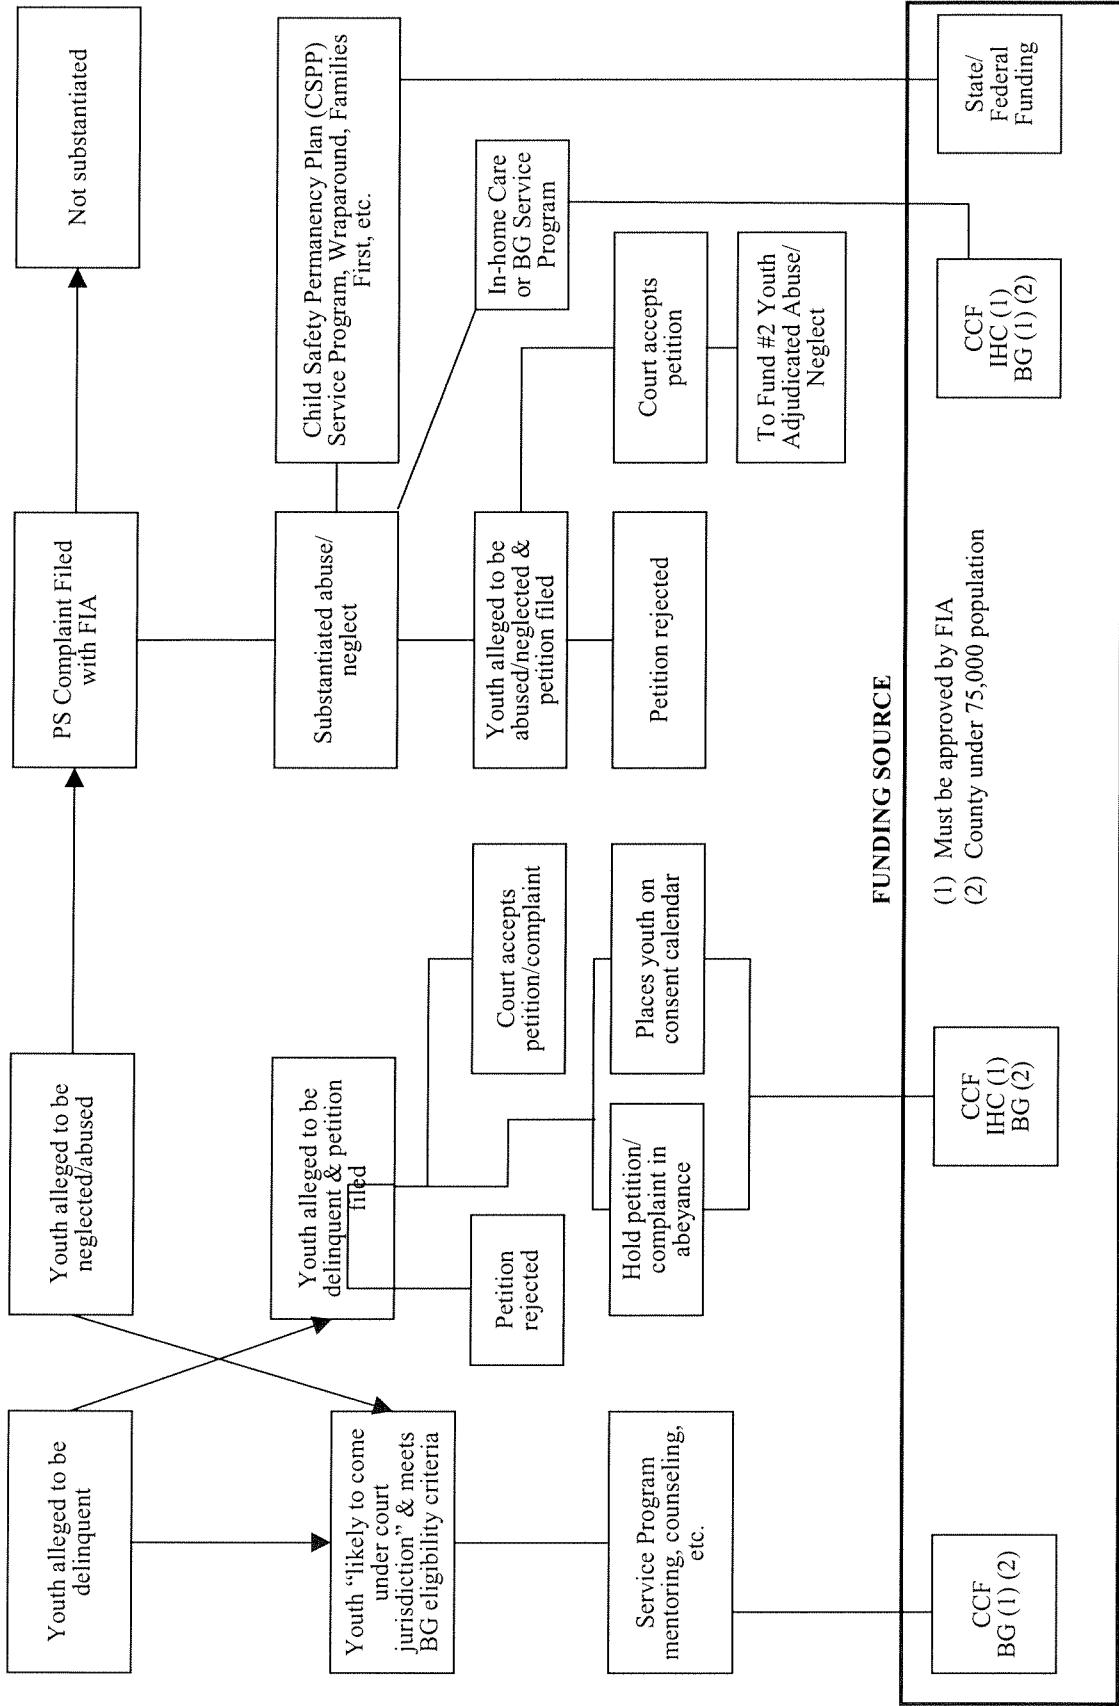 Youth alleged to be
delinquent
Youth alleged to be
neglected/abused
PS Complaint Filed
with FIA
Not substantiated
Youth “likely to come
under court
jurisdiction” & meets
BG eligibility criteria
Youth alleged to be
delinquent & petition
filed
Substantiated abuse/
neglect
Child Safety Permanency Plan (CSPP)
Service Program, Wraparound, Families
First, etc.
Petition
rejected
Court accepts
petition/complaint
Youth alleged to be
abused/neglected &
petition filed
In-home Care
or BG Service
Program
Service Program
mentoring, counseling,
etc.
Hold petition/
complaint in
abeyance
Places youth on
consent calendar
Petition rejected
Court accepts
petition
To Fund #2 Youth
Adjudicated Abuse/
Neglect
FUNDING SOURCE
CCF
BG (1) (2)
CCF
IHC (1)
BG (2)
(1) Must be approved by FIA
(2) County under 75,000 population
CCF
IHC (1)
BG (1) (2)
State/
Federal
Funding